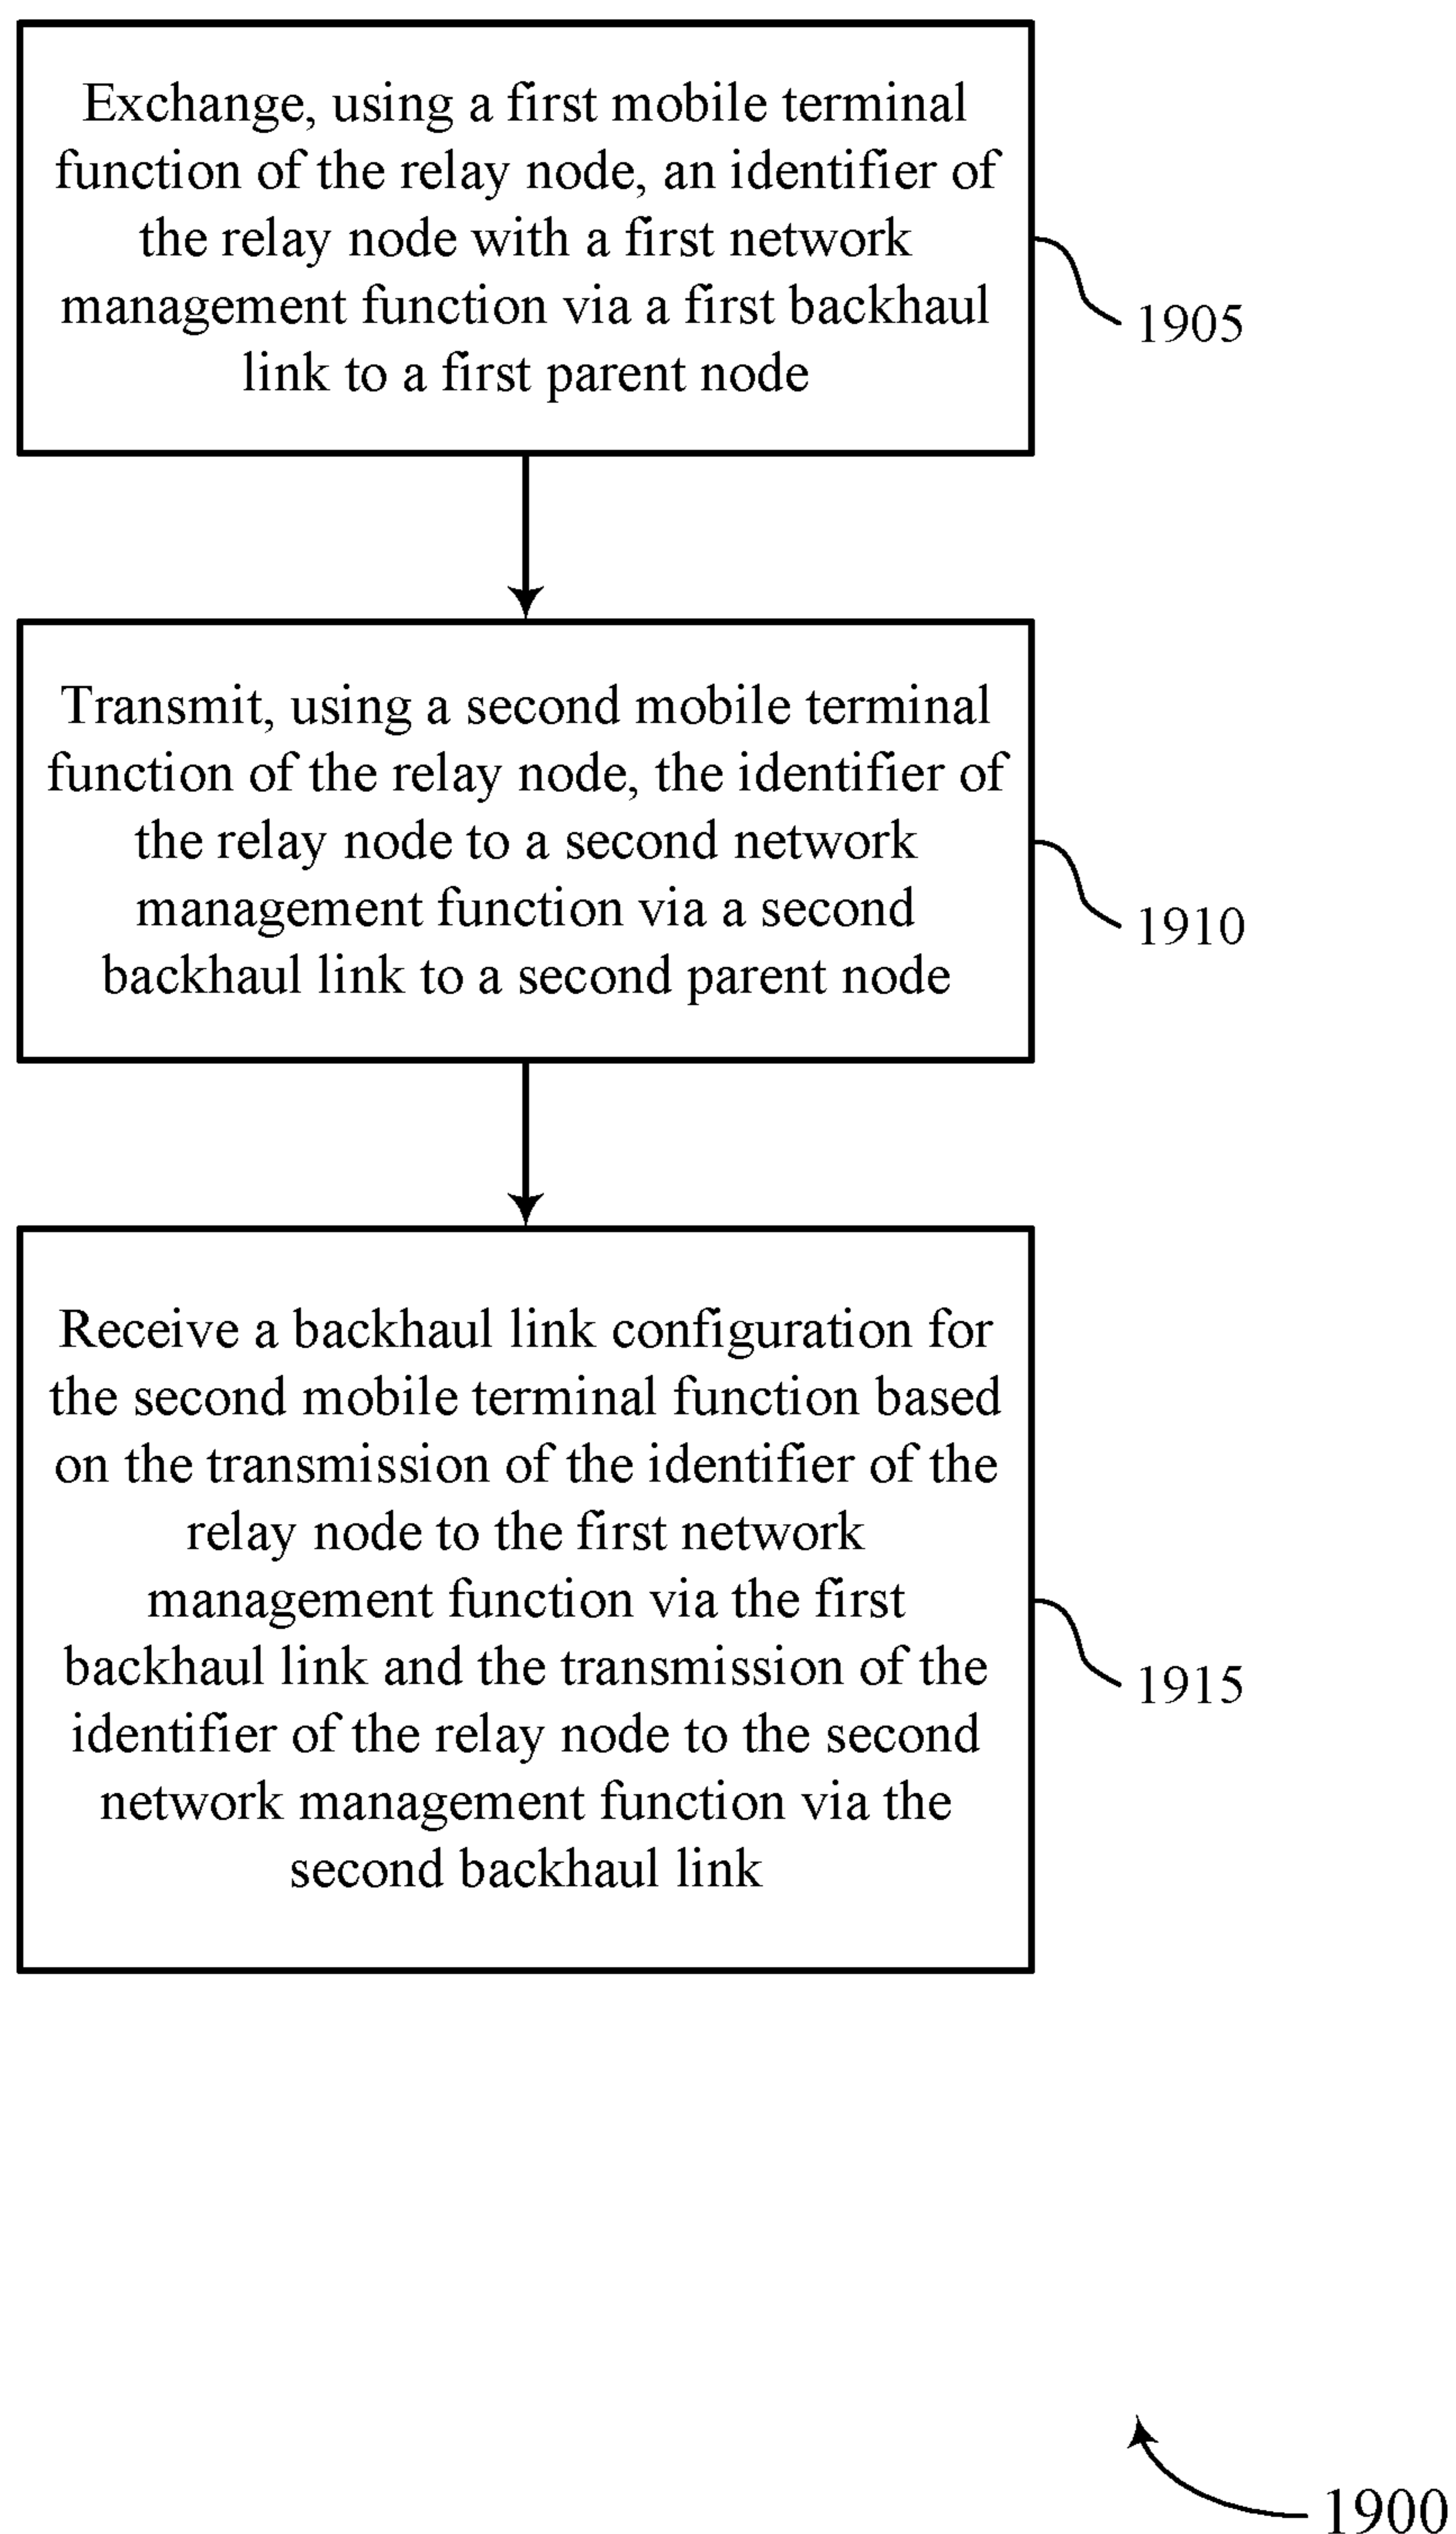 Exchange, using a first mobile terminal
function of the relay node, an identifier of
the relay node with a first network
management function via a first backhaul
link to a first parent node
1905
Transmit, using a second mobile terminal
function of the relay node, the identifier of
the relay node to a second network
management function via a second
backhaul link to a second parent node
1910
Receive a backhaul link configuration for
the second mobile terminal function based
on the transmission of the identifier of the
relay node to the first network
management function via the first
backhaul link and the transmission of the
identifier of the relay node to the second
network management function via the
second backhaul link
1915
1900